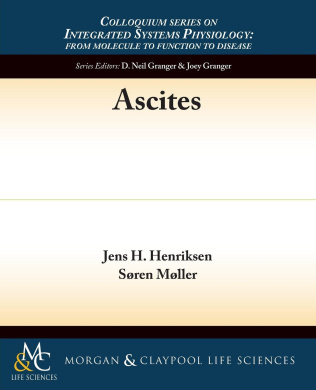 COLLOQUIUM SERIES ON
INTEGRATED SYSTEMS PHYSIOLOGY:
FROM MOLECULE TO FUNCTION TO DISEASE
Series Editors: D. Neil Granger & Joey Granger
Ascites
Jens H. Henriksen
Søren Møller
M&C
LIFE SCIENCES
MORGAN & CLAYPOOL LIFE SCIENCES